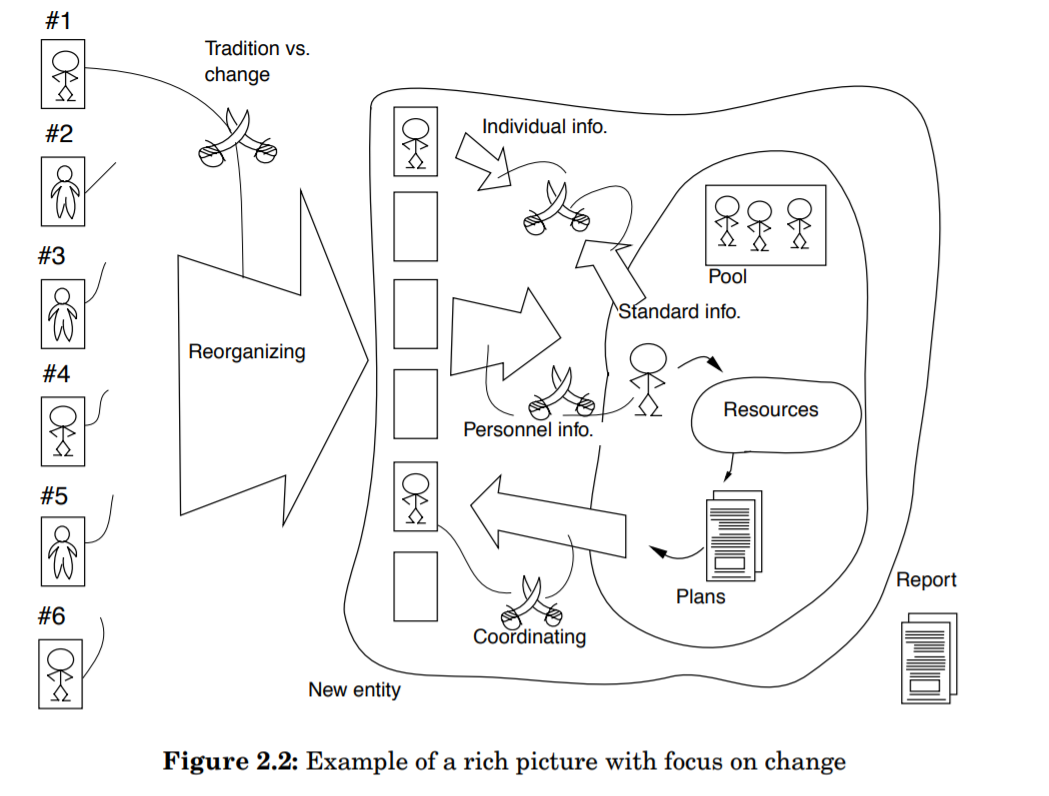 #1
Tradition vs.
change
#2
Individual info.
#3
Pool
Standard info.
Reorganizing
#4
Resources
Personnel info.
#5
Report
Plans
#6
Coordinating
New entity
Figure 2.2: Example of a rich picture with focus on change